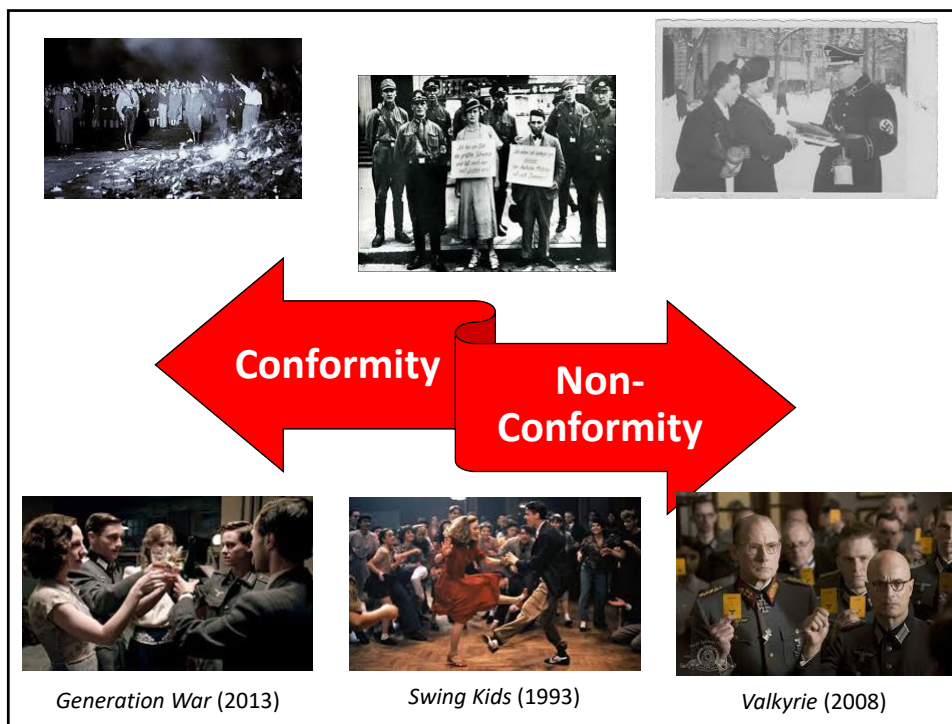 Conformity
Non-
Conformity
Generation War (2013)
Swing Kids (1993)
Valkyrie (2008)